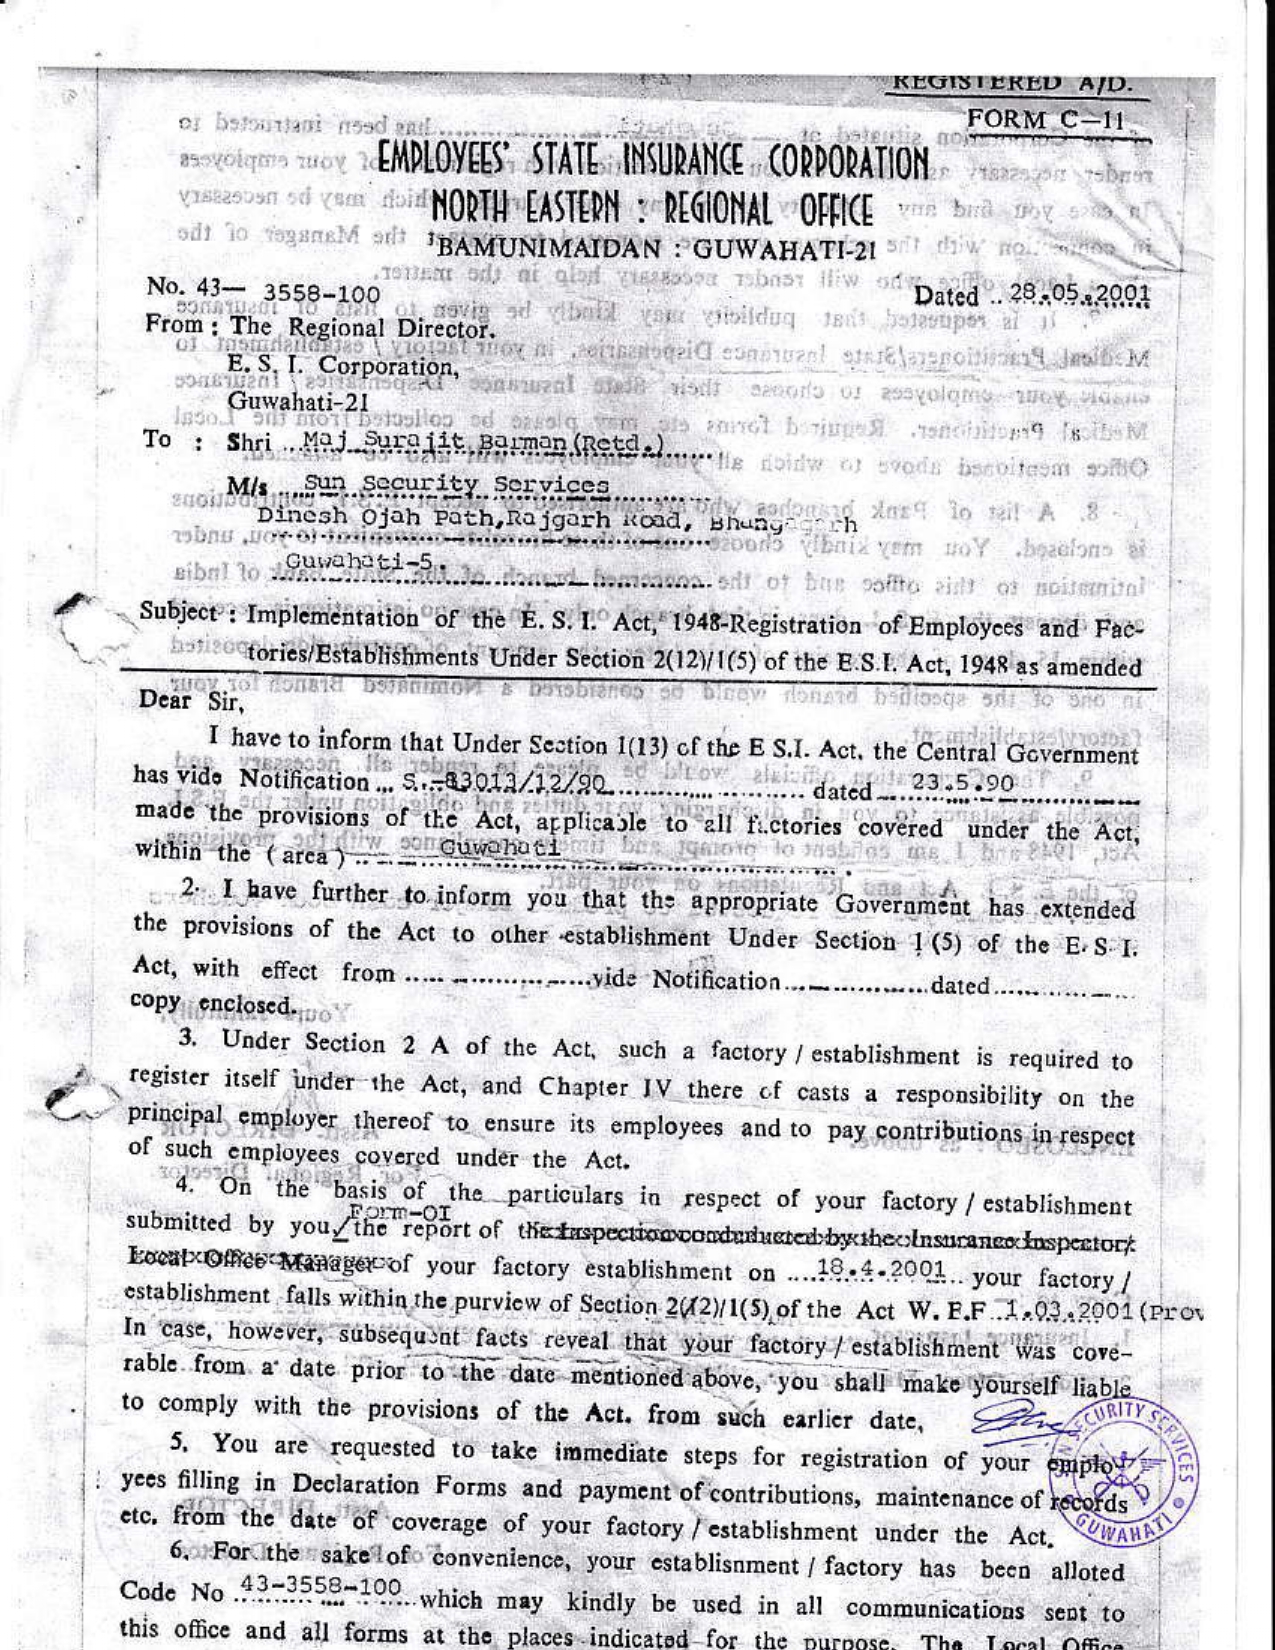 REGISTERED A/D.
FORM C-11
EMPLOYEES' STATE INSURANCE CORPORATION
NORTH EASTERN : REGIONAL OFFICE
BAMUNIMAIDAN : GUWAHATI-21
No. 43— 3558-100
Dated .. 28.05.2001
From : The Regional Director.
E. S. I. Corporation,
Guwahati-21
To : Shri .. Maj Surajit Barman (Retd.)
M/s Sun Security Services
Dinesh Ojah Path, Rajgarh Road, Bhangagarh
Guwahati-5.
Subject : Implementation of the E. S. I. Act, 1948-Registration of Employees and Fac-
tories/Establishments Under Section 2(12)/1(5) of the E.S.I. Act, 1948 as amended
Dear Sir,
I have to inform that Under Section 1(13) of the E S.I. Act. the Central Government
has vide Notification ... S.-83013/12/90 dated 23.5.90
made the provisions of the Act, applicable to all factories covered under the Act,
within the ( area ) Guwahati
2. I have further to inform you that the appropriate Government has extended
the provisions of the Act to other establishment Under Section 1 (5) of the E. S. I.
Act, with effect from ..... vide Notification ..... dated .....
copy enclosed.
3. Under Section 2 A of the Act, such a factory / establishment is required to
register itself under the Act, and Chapter IV there of casts a responsibility on the
principal employer thereof to ensure its employees and to pay contributions in respect
of such employees covered under the Act.
4. On the basis of the particulars in respect of your factory / establishment
Form-OI
submitted by you,/the report of the Inspection conducted by the Insurance Inspector/
Local Office Manager of your factory establishment on .... 18.4.2001 .. your factory /
establishment falls within the purview of Section 2(12)/1(5) of the Act W. E.F 1.03.2001 (Prov
In case, however, subsequent facts reveal that your factory / establishment was cove-
rable from a date prior to the date mentioned above, you shall make yourself liable
to comply with the provisions of the Act. from such earlier date,
5. You are requested to take immediate steps for registration of your employ
yees filling in Declaration Forms and payment of contributions, maintenance of records
etc. from the date of coverage of your factory / establishment under the Act.
SUN SECURITY SERVICES
GUWAHATI
6. For the sake of convenience, your establisnment / factory has been alloted
Code No 43-3558-100 which may kindly be used in all communications sent to
this office and all forms at the places indicated for the purpose. The Local Office